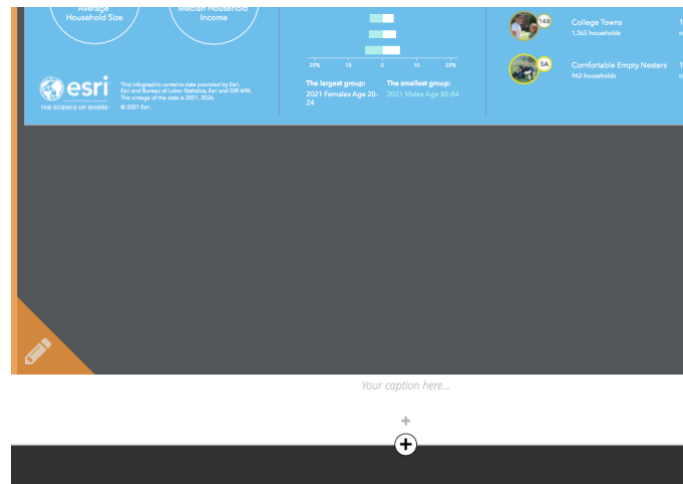 Average
Household Size
Median Household
Income
20% 10 0 10 20%
The largest group:
2021 Females Age 20-
24
The smallest group:
2021 Males Age 80-84
14B
College Towns
1,365 households
5A
Comfortable Empty Nesters
962 households
esri
THE SCIENCE OF WHERE
This infographic contains data provided by Esri,
Esri and Bureau of Labor Statistics, Esri and GfK MRI.
The vintage of the data is 2021, 2026.
© 2021 Esri
Your caption here...